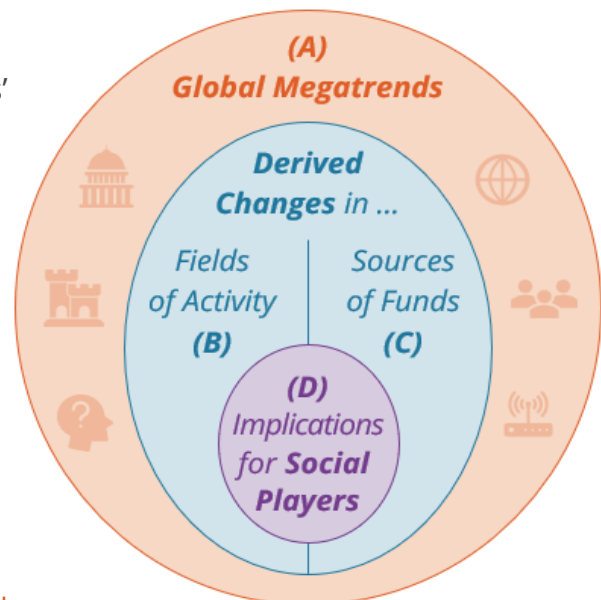 (A)
Global Megatrends
Derived
Changes in ...
Fields
of Activity
(B)
Sources
of Funds
(C)
(D)
Implications
for Social
Players